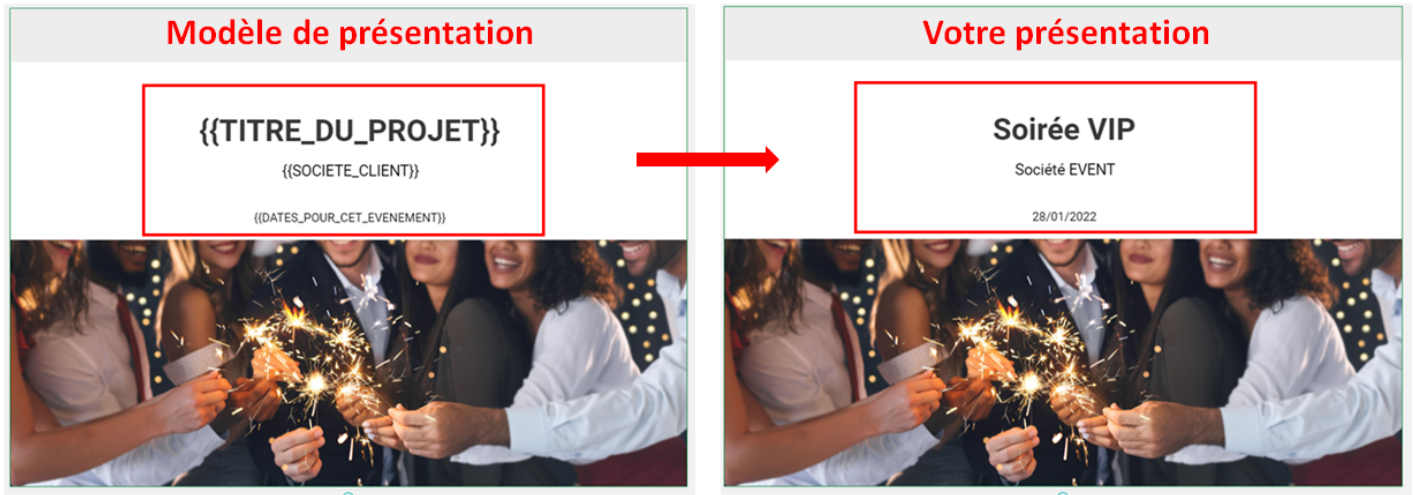 Modèle de présentation
{{TITRE_DU_PROJET}}
{{SOCIETE_CLIENT}}
{{DATES_POUR_CET_EVENEMENT}}
Votre présentation
Soirée VIP
Société EVENT
28/01/2022